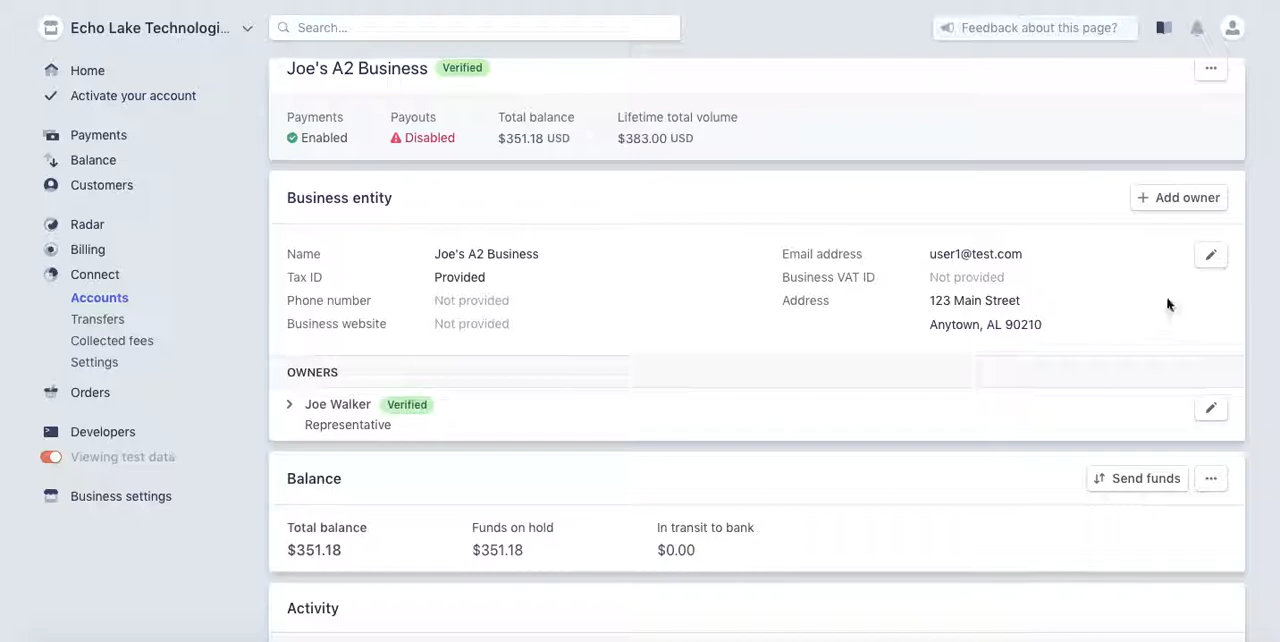 Echo Lake Technologi...
Search...
Feedback about this page?
Home
Activate your account
Payments
Balance
Customers
Radar
Billing
Connect
Accounts
Transfers
Collected fees
Settings
Orders
Developers
Viewing test data
Business settings
Joe's A2 Business Verified
Payments Payouts Total balance Lifetime total volume
Enabled Disabled $351.18 USD $383.00 USD
Business entity + Add owner
Name Joe's A2 Business Email address user1@test.com
Tax ID Provided Business VAT ID Not provided
Phone number Not provided Address 123 Main Street
Business website Not provided Anytown, AL 90210
OWNERS
Joe Walker Verified
Representative
Balance Send funds
Total balance Funds on hold In transit to bank
$351.18 $351.18 $0.00
Activity